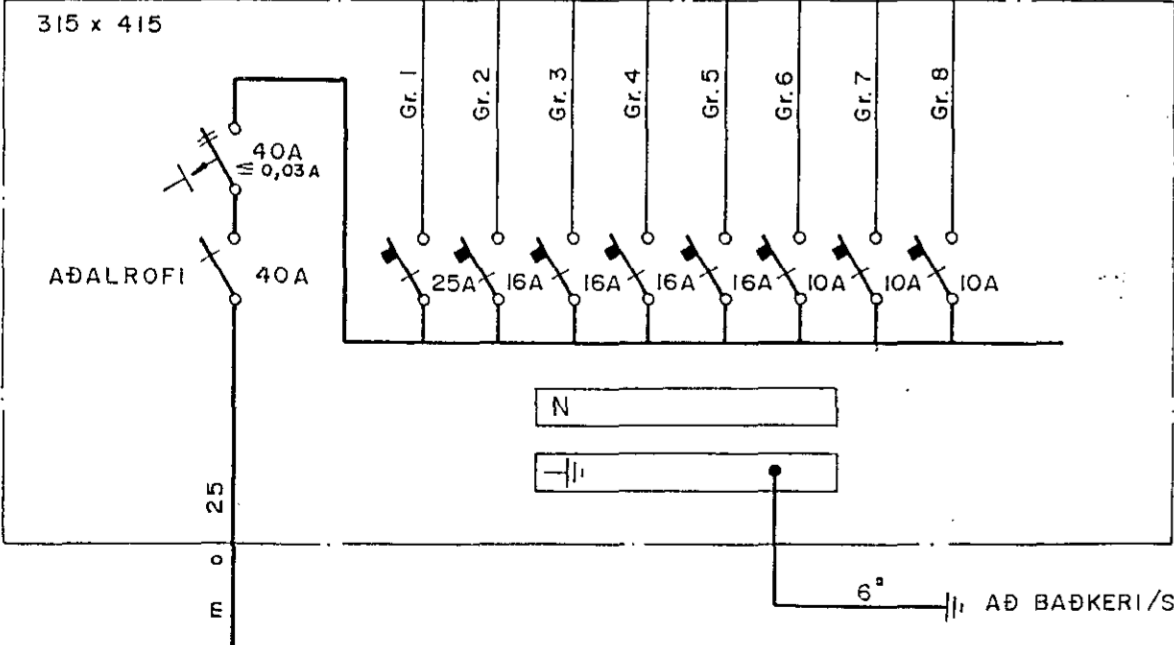 315 x 415
Gr. 1
Gr. 2
Gr. 3
Gr. 4
Gr. 5
Gr. 6
Gr. 7
Gr. 8
40A
≤ 0,03A
AÐALROFI
40A
25A
16A
16A
16A
16A
10A
10A
10A
N
25
o
E
6▫
AÐ BAÐKERI/S